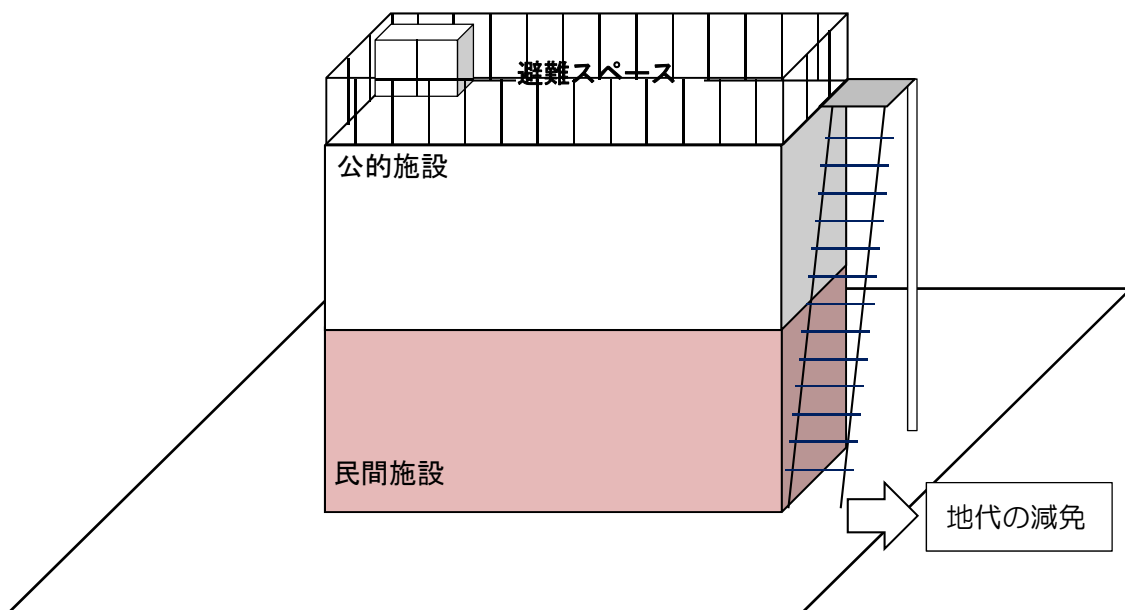 避難スペース
公的施設
民間施設
地代の減免